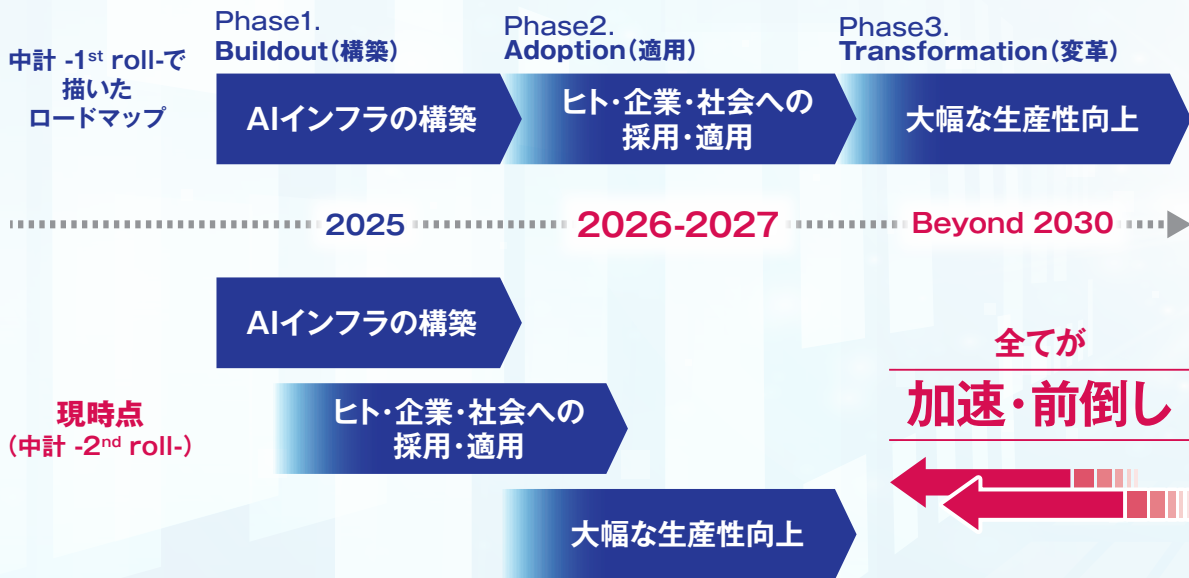 中計 -1st roll-で
描いた
ロードマップ
Phase1.
Buildout(構築)
Phase2.
Adoption(適用)
Phase3.
Transformation(変革)
AIインフラの構築
ヒト・企業・社会への
採用・適用
大幅な生産性向上
2025
2026-2027
Beyond 2030
現時点
(中計 -2nd roll-)
AIインフラの構築
ヒト・企業・社会への
採用・適用
大幅な生産性向上
全てが
加速・前倒し